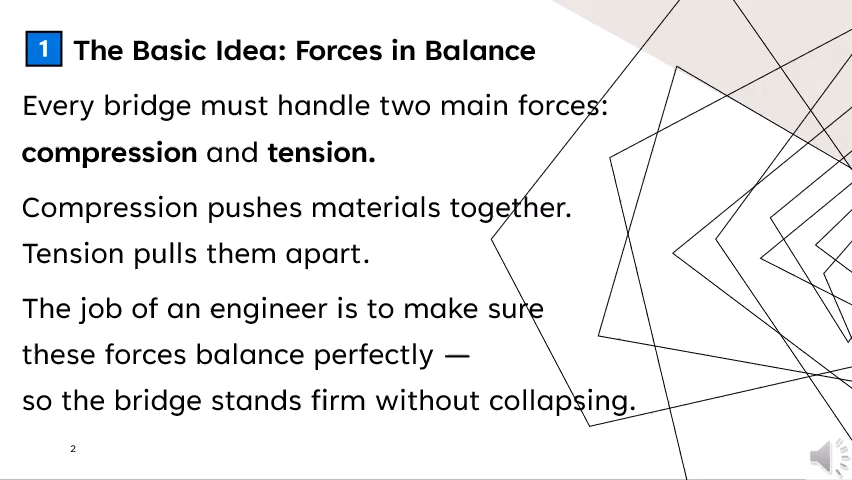 1 The Basic Idea: Forces in Balance
Every bridge must handle two main forces:
compression and tension.
Compression pushes materials together.
Tension pulls them apart.
The job of an engineer is to make sure
these forces balance perfectly —
so the bridge stands firm without collapsing.
2